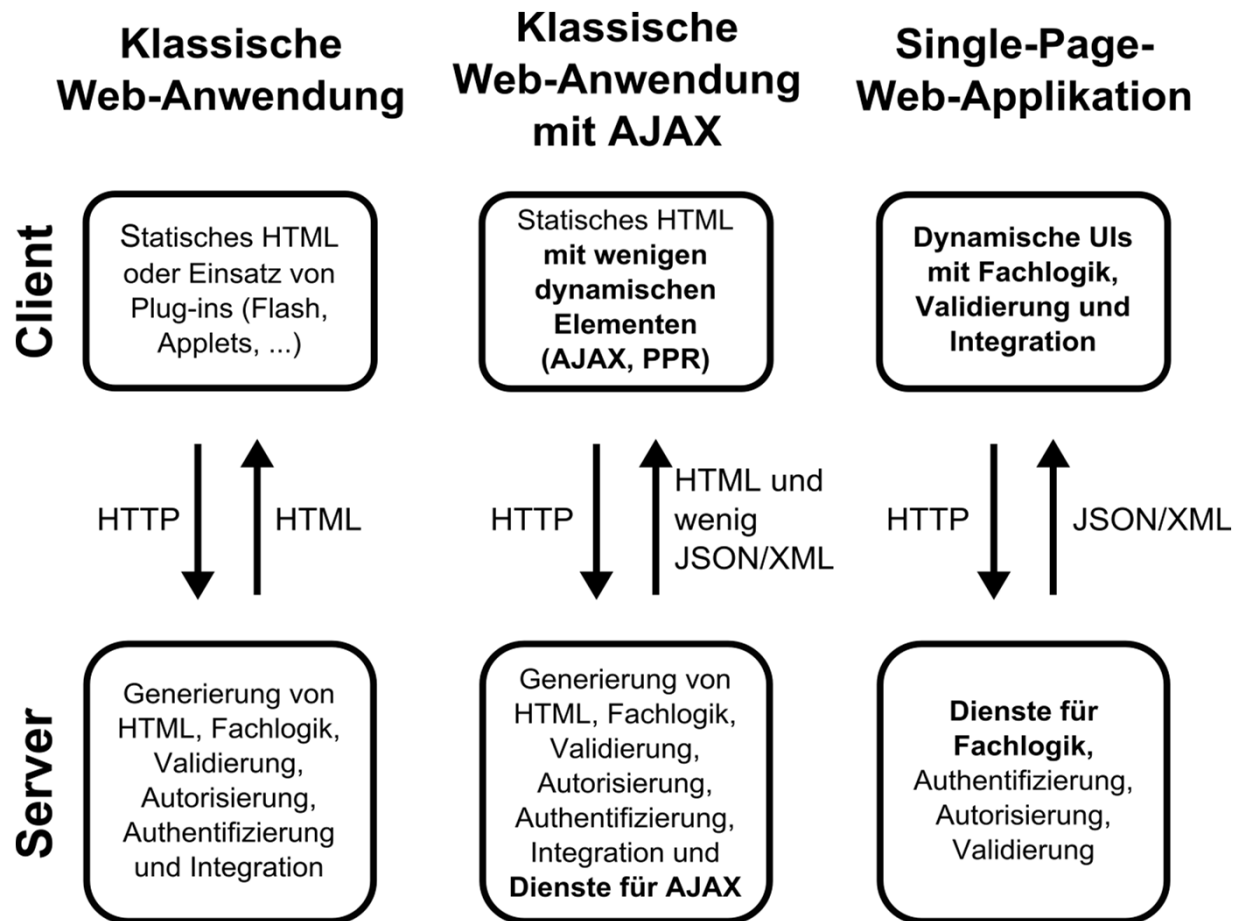 Klassische
Web-Anwendung
Klassische
Web-Anwendung
mit AJAX
Single-Page-
Web-Applikation
Client
Statisches HTML
oder Einsatz von
Plug-ins (Flash,
Applets, ...)
Statisches HTML
mit wenigen
dynamischen
Elementen
(AJAX, PPR)
Dynamische UIs
mit Fachlogik,
Validierung und
Integration
HTTP
HTML
HTTP
HTML und
wenig
JSON/XML
HTTP
JSON/XML
Server
Generierung von
HTML, Fachlogik,
Validierung,
Autorisierung,
Authentifizierung
und Integration
Generierung von
HTML, Fachlogik,
Validierung,
Autorisierung,
Authentifizierung,
Integration und
Dienste für AJAX
Dienste für
Fachlogik,
Authentifizierung,
Autorisierung,
Validierung